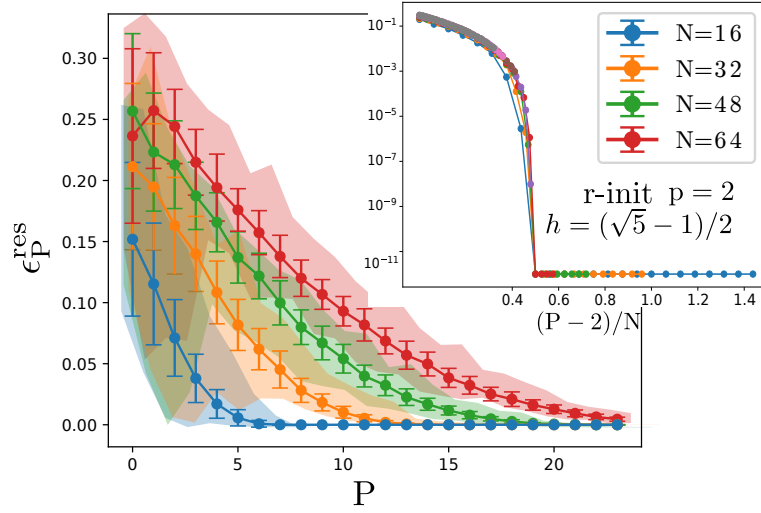 0.30
0.25
0.20
0.15
0.10
0.05
0.00
ϵ_P^res
0 5 10 15 20
P
10⁻¹
10⁻³
10⁻⁵
10⁻⁷
10⁻⁹
10⁻¹¹
0.4 0.6 0.8 1.0 1.2 1.4
(P − 2)/N
N=16
N=32
N=48
N=64
r-init p = 2
h = (√5 − 1)/2